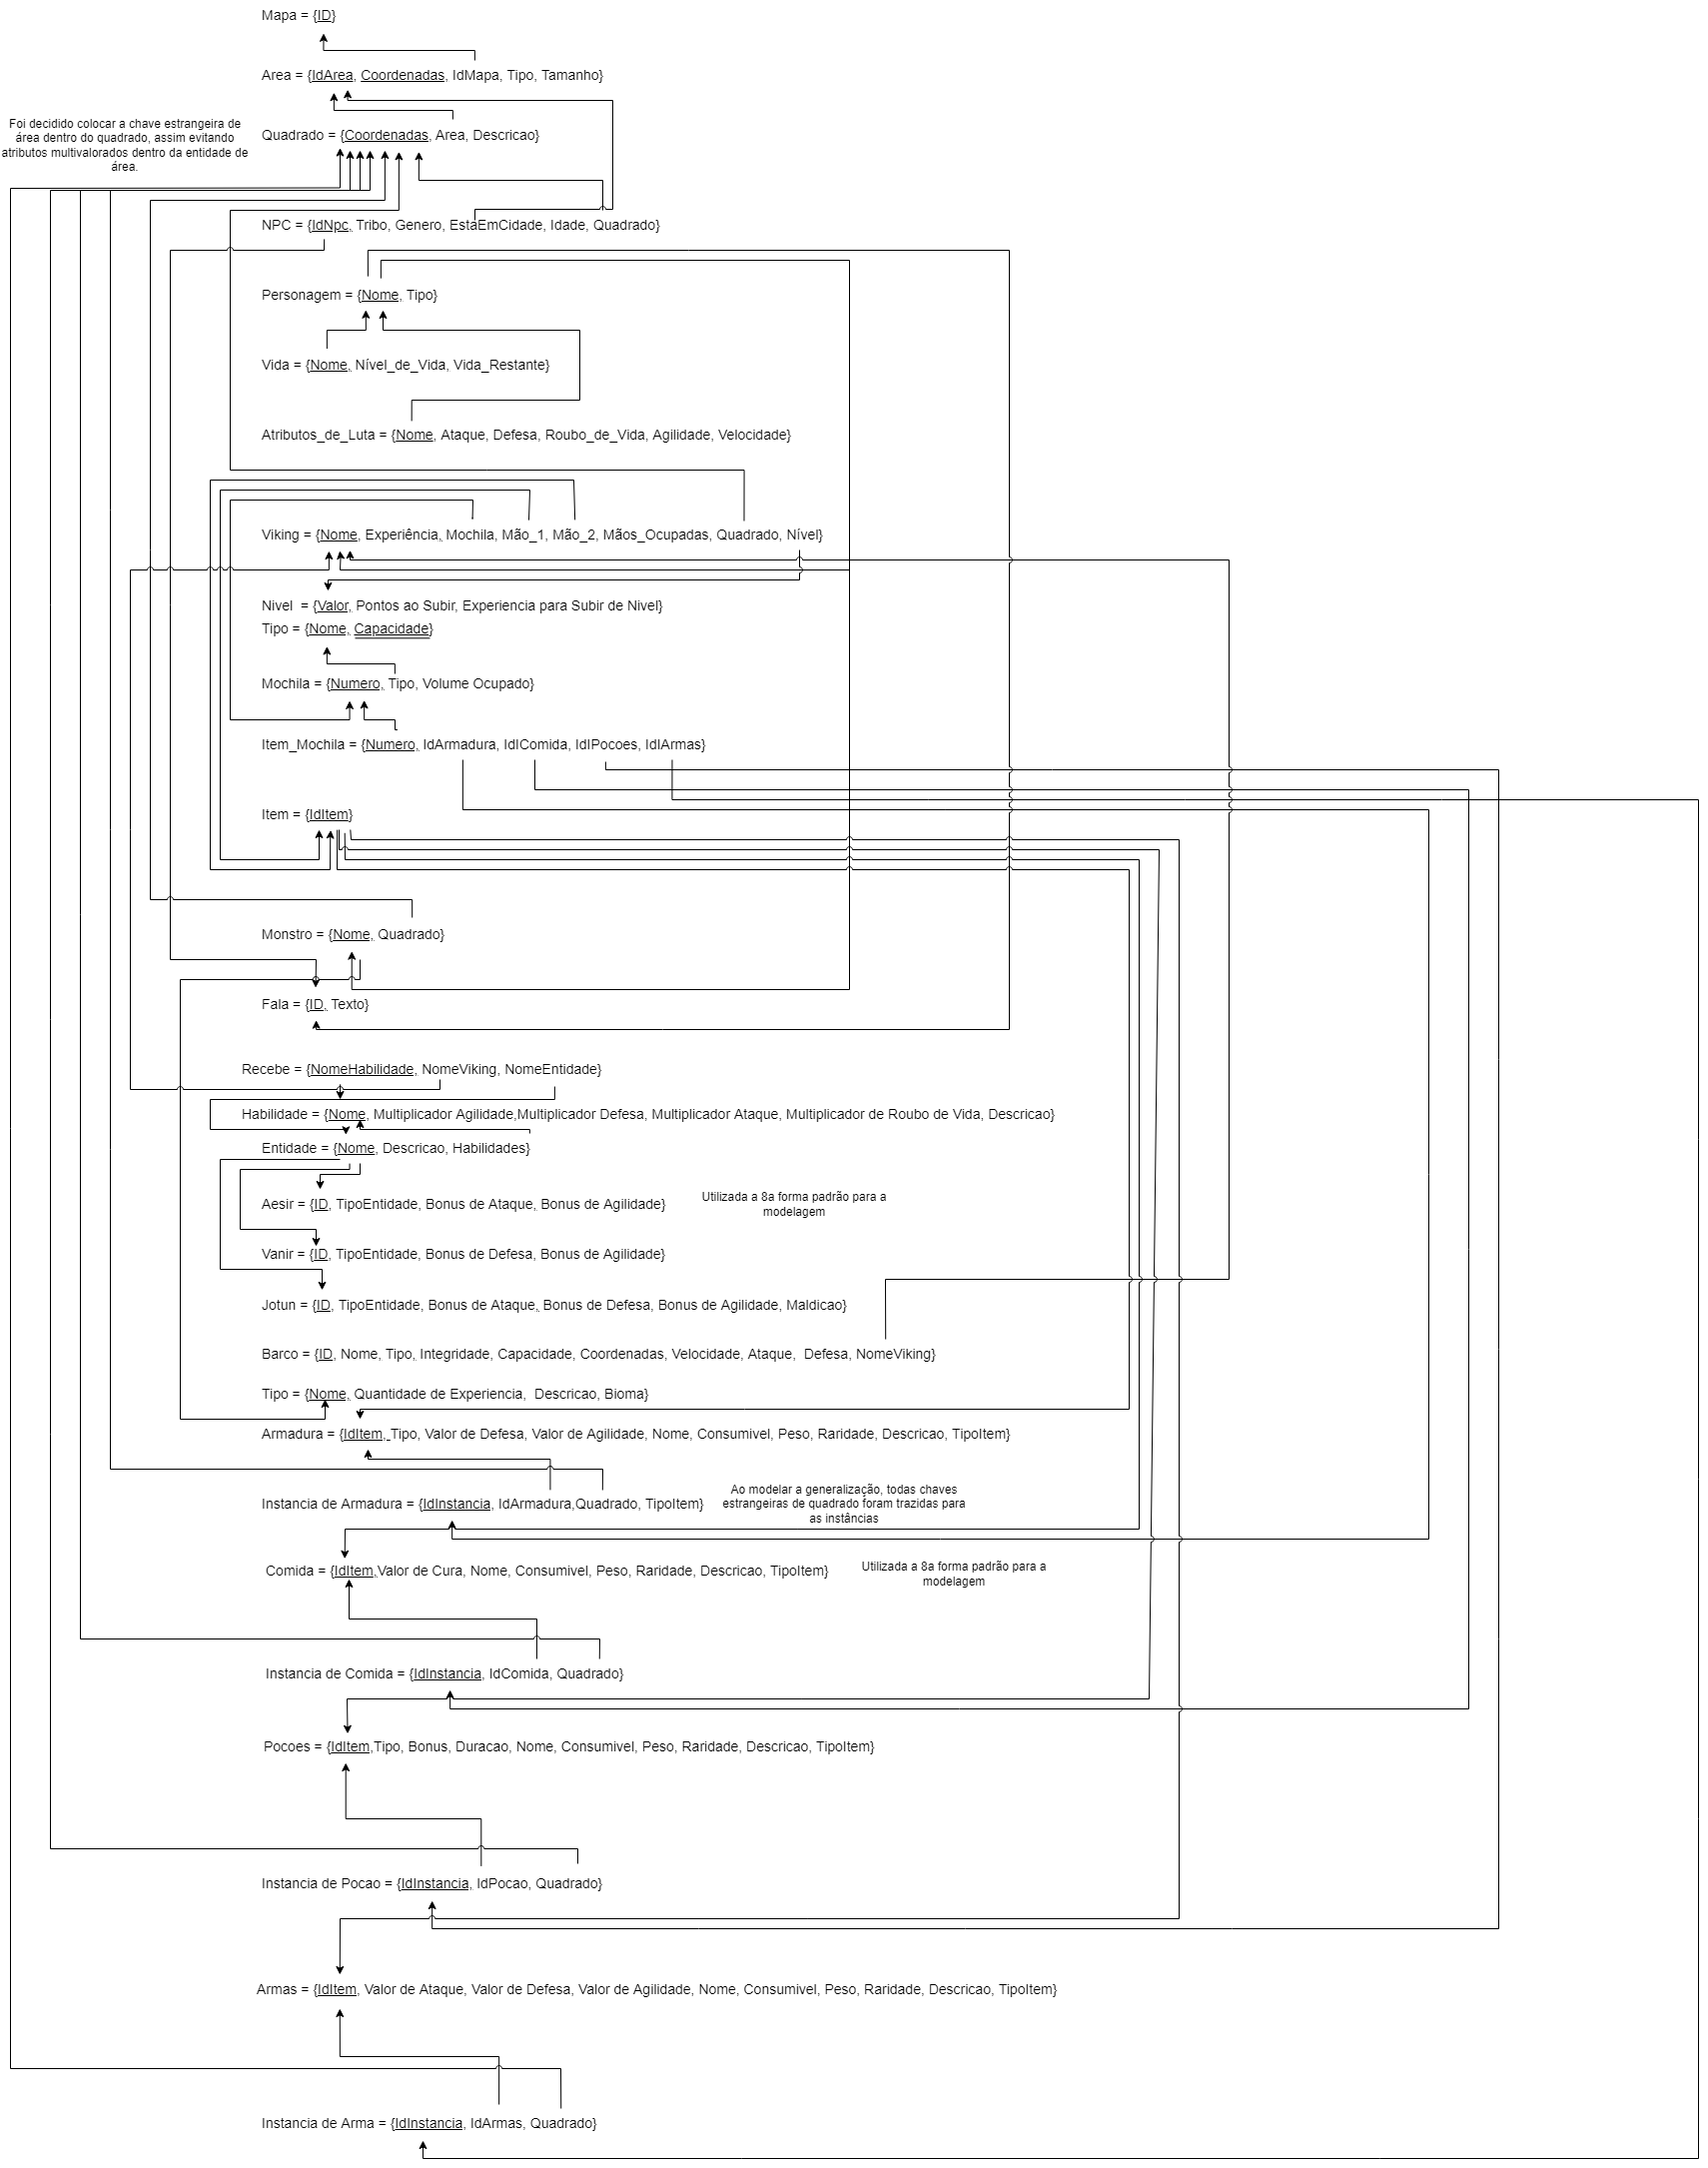 Mapa = {ID}
Area = {IdArea, Coordenadas, IdMapa, Tipo, Tamanho}
Foi decidido colocar a chave estrangeira de
área dentro do quadrado, assim evitando
atributos multivalorados dentro da entidade de
área.
Quadrado = {Coordenadas, Area, Descricao}
NPC = {IdNpc, Tribo, Genero, EstaEmCidade, Idade, Quadrado}
Personagem = {Nome, Tipo}
Vida = {Nome, Nível_de_Vida, Vida_Restante}
Atributos_de_Luta = {Nome, Ataque, Defesa, Roubo_de_Vida, Agilidade, Velocidade}
Viking = {Nome, Experiência, Mochila, Mão_1, Mão_2, Mãos_Ocupadas, Quadrado, Nível}
Nivel  = {Valor, Pontos ao Subir, Experiencia para Subir de Nivel}
Tipo = {Nome, Capacidade}
Mochila = {Numero, Tipo, Volume Ocupado}
Item_Mochila = {Numero, IdArmadura, IdIComida, IdIPocoes, IdIArmas}
Item = {IdItem}
Monstro = {Nome, Quadrado}
Fala = {ID, Texto}
Recebe = {NomeHabilidade, NomeViking, NomeEntidade}
Habilidade = {Nome, Multiplicador Agilidade,Multiplicador Defesa, Multiplicador Ataque, Multiplicador de Roubo de Vida, Descricao}
Entidade = {Nome, Descricao, Habilidades}
Aesir = {ID, TipoEntidade, Bonus de Ataque, Bonus de Agilidade}
Utilizada a 8a forma padrão para a
modelagem
Vanir = {ID, TipoEntidade, Bonus de Defesa, Bonus de Agilidade}
Jotun = {ID, TipoEntidade, Bonus de Ataque, Bonus de Defesa, Bonus de Agilidade, Maldicao}
Barco = {ID, Nome, Tipo, Integridade, Capacidade, Coordenadas, Velocidade, Ataque,  Defesa, NomeViking}
Tipo = {Nome, Quantidade de Experiencia,  Descricao, Bioma}
Armadura = {IdItem, Tipo, Valor de Defesa, Valor de Agilidade, Nome, Consumivel, Peso, Raridade, Descricao, TipoItem}
Instancia de Armadura = {IdInstancia, IdArmadura,Quadrado, TipoItem}
Ao modelar a generalização, todas chaves
estrangeiras de quadrado foram trazidas para
as instâncias
Comida = {IdItem,Valor de Cura, Nome, Consumivel, Peso, Raridade, Descricao, TipoItem}
Utilizada a 8a forma padrão para a
modelagem
Instancia de Comida = {IdInstancia, IdComida, Quadrado}
Pocoes = {IdItem,Tipo, Bonus, Duracao, Nome, Consumivel, Peso, Raridade, Descricao, TipoItem}
Instancia de Pocao = {IdInstancia, IdPocao, Quadrado}
Armas = {IdItem, Valor de Ataque, Valor de Defesa, Valor de Agilidade, Nome, Consumivel, Peso, Raridade, Descricao, TipoItem}
Instancia de Arma = {IdInstancia, IdArmas, Quadrado}